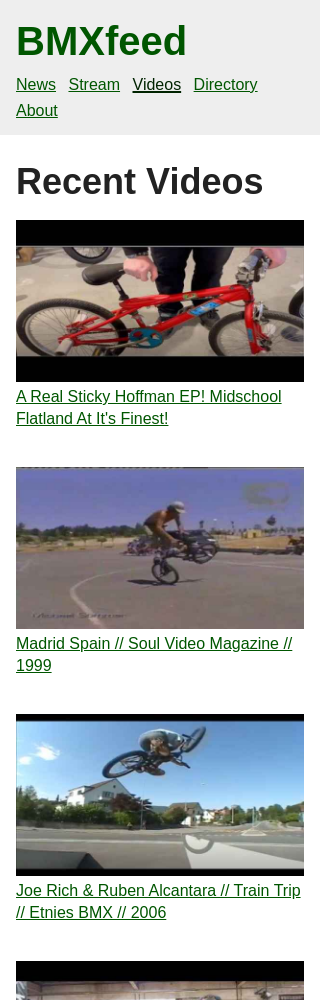 BMXfeed
News Stream Videos Directory
About
Recent Videos
A Real Sticky Hoffman EP! Midschool
Flatland At It's Finest!
Madrid Spain // Soul Video Magazine //
1999
Joe Rich & Ruben Alcantara // Train Trip
// Etnies BMX // 2006